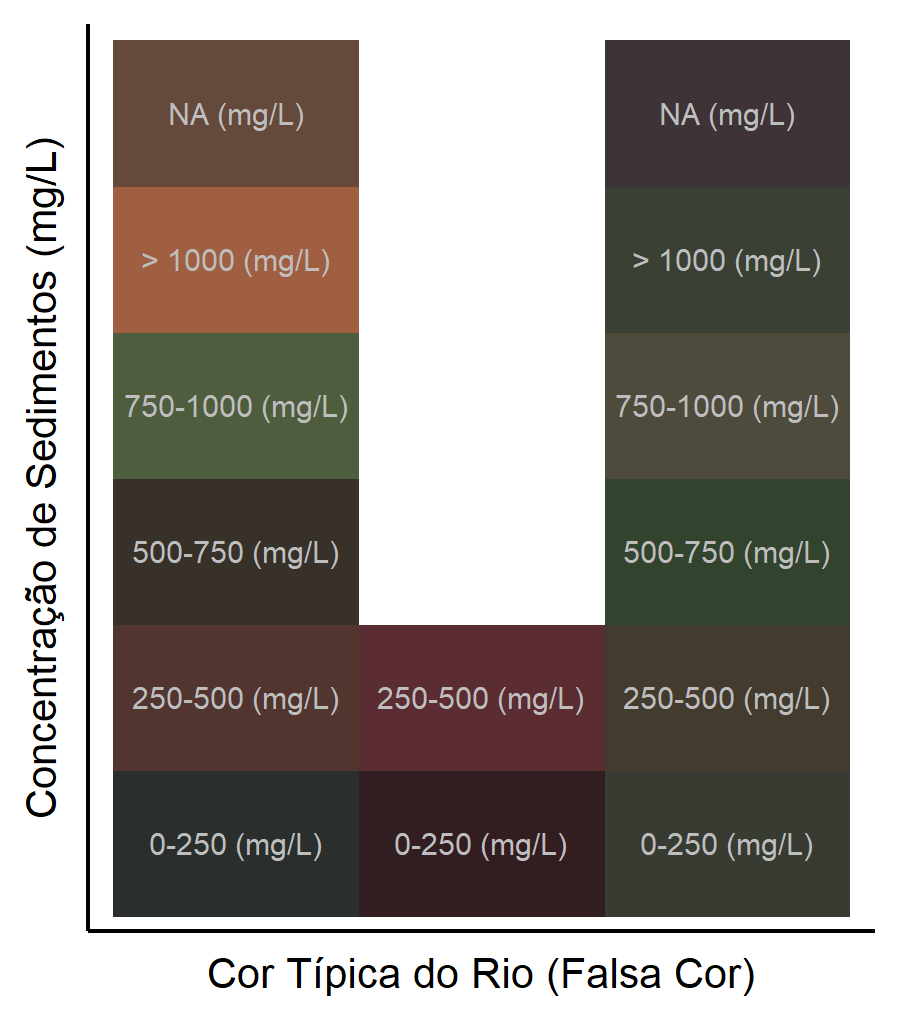 Concentração de Sedimentos (mg/L)
NA (mg/L) NA (mg/L)
> 1000 (mg/L) > 1000 (mg/L)
750-1000 (mg/L) 750-1000 (mg/L)
500-750 (mg/L) 500-750 (mg/L)
250-500 (mg/L) 250-500 (mg/L) 250-500 (mg/L)
0-250 (mg/L) 0-250 (mg/L) 0-250 (mg/L)
Cor Típica do Rio (Falsa Cor)